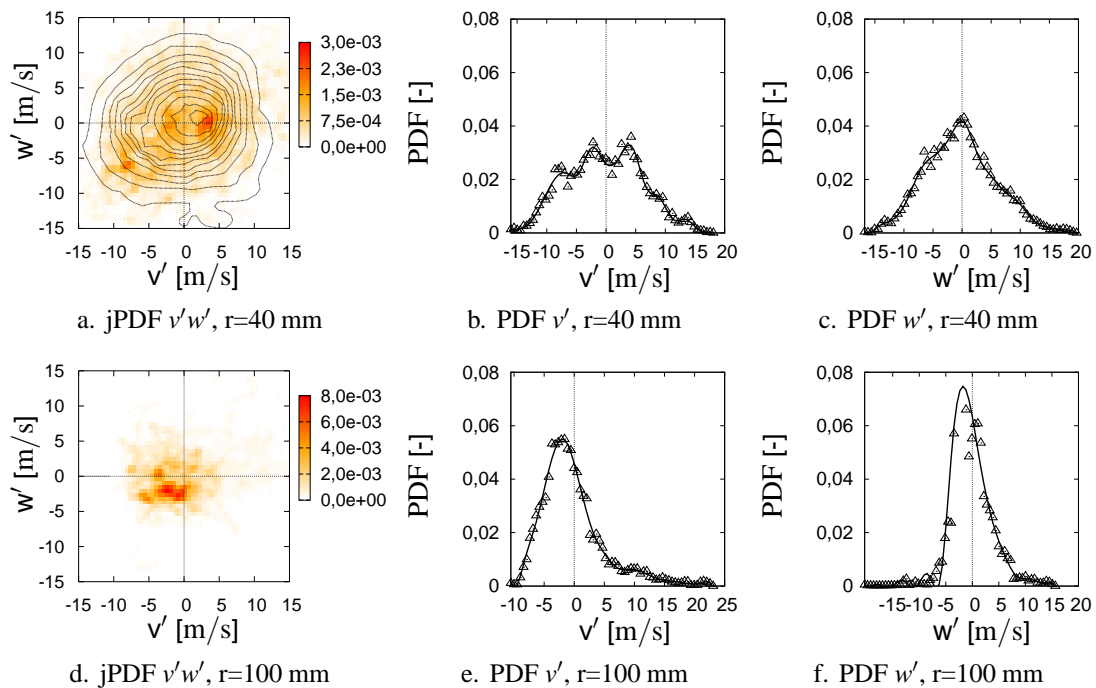 15
10
5
0
-5
-10
-15
-15 -10 -5 0 5 10 15
w' [m/s]
v' [m/s]
3,0e-03
2,3e-03
1,5e-03
7,5e-04
0,0e+00
a. jPDF v'w', r=40 mm
0,08
0,06
0,04
0,02
0
PDF [-]
-15 -10 -5 0 5 10 15 20
v' [m/s]
b. PDF v', r=40 mm
0,08
0,06
0,04
0,02
0
PDF [-]
-15 -10 -5 0 5 10 15 20
w' [m/s]
c. PDF w', r=40 mm
15
10
5
0
-5
-10
-15
-15 -10 -5 0 5 10 15
w' [m/s]
v' [m/s]
8,0e-03
6,0e-03
4,0e-03
2,0e-03
0,0e+00
d. jPDF v'w', r=100 mm
0,08
0,06
0,04
0,02
0
PDF [-]
-10 -5 0 5 10 15 20 25
v' [m/s]
e. PDF v', r=100 mm
0,08
0,06
0,04
0,02
0
PDF [-]
-15 -10 -5 0 5 10 15 20
w' [m/s]
f. PDF w', r=100 mm